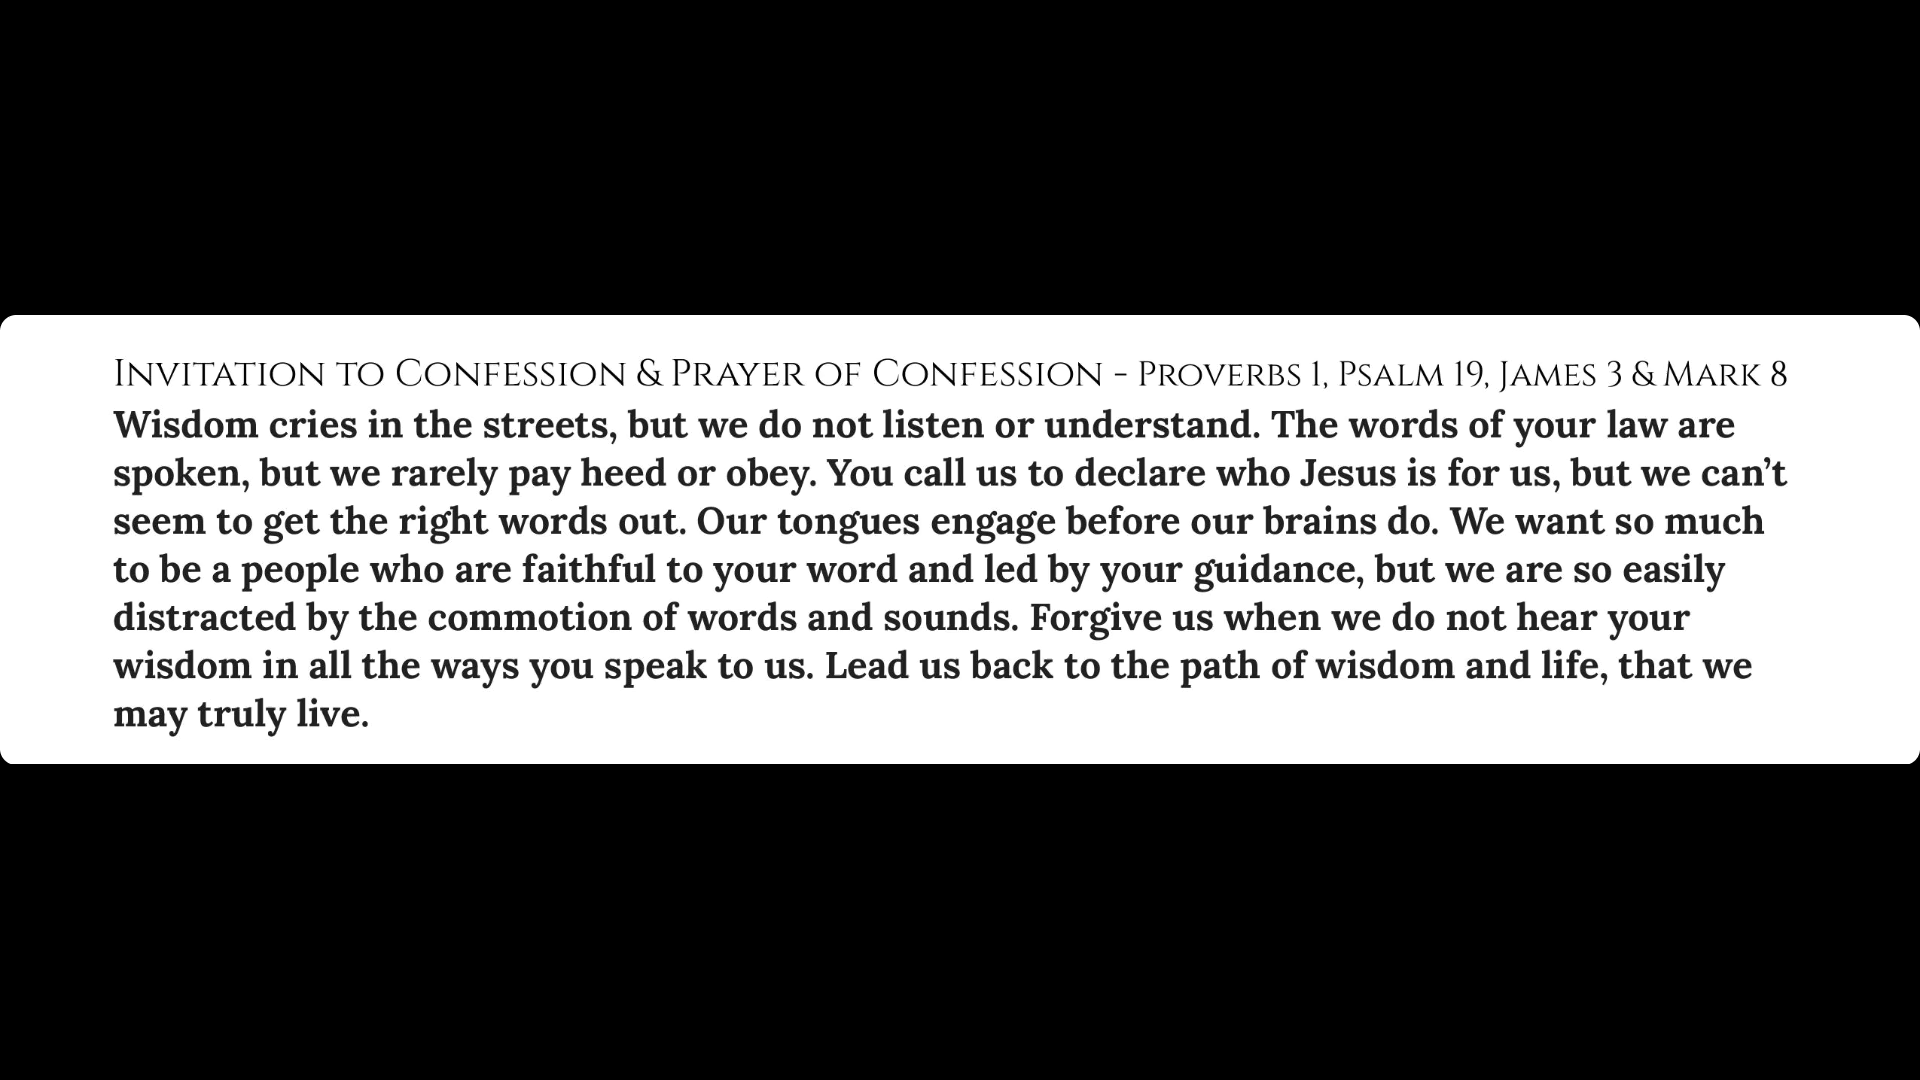 Invitation to Confession & Prayer of Confession - Proverbs 1, Psalm 19, James 3 & Mark 8
Wisdom cries in the streets, but we do not listen or understand. The words of your law are
spoken, but we rarely pay heed or obey. You call us to declare who Jesus is for us, but we can’t
seem to get the right words out. Our tongues engage before our brains do. We want so much
to be a people who are faithful to your word and led by your guidance, but we are so easily
distracted by the commotion of words and sounds. Forgive us when we do not hear your
wisdom in all the ways you speak to us. Lead us back to the path of wisdom and life, that we
may truly live.